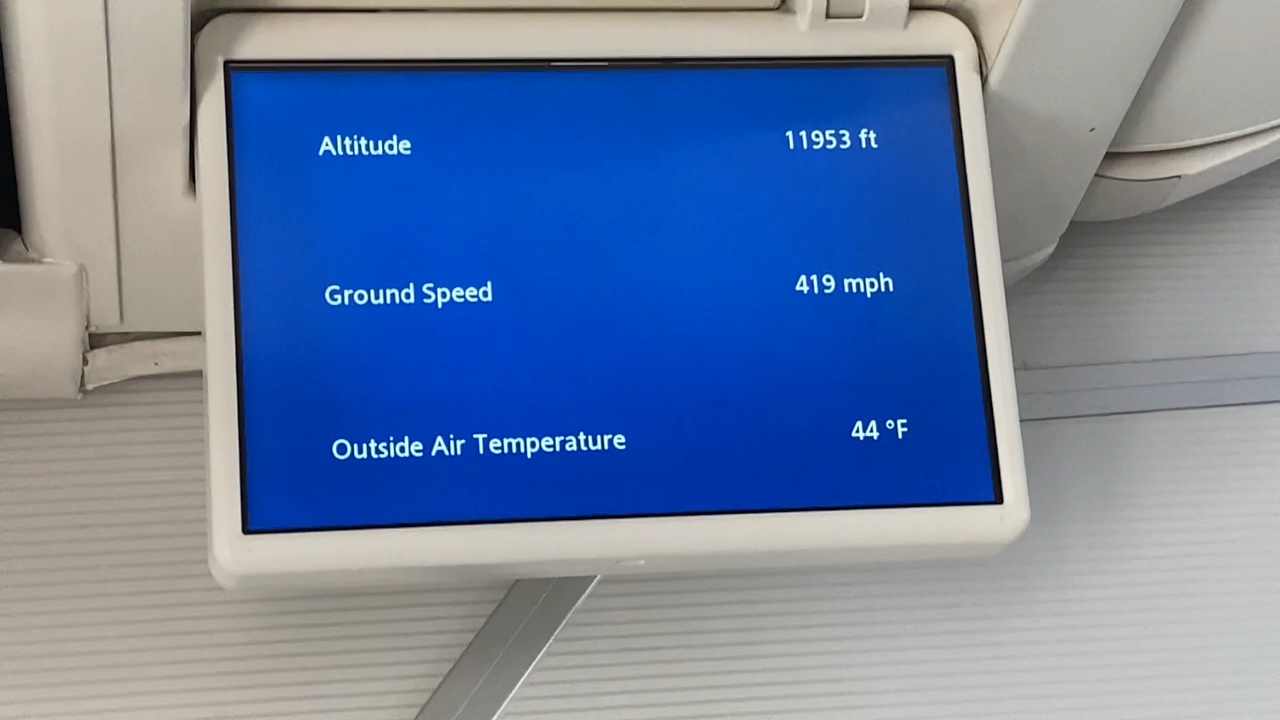 Altitude 11953 ft
Ground Speed 419 mph
Outside Air Temperature 44 °F